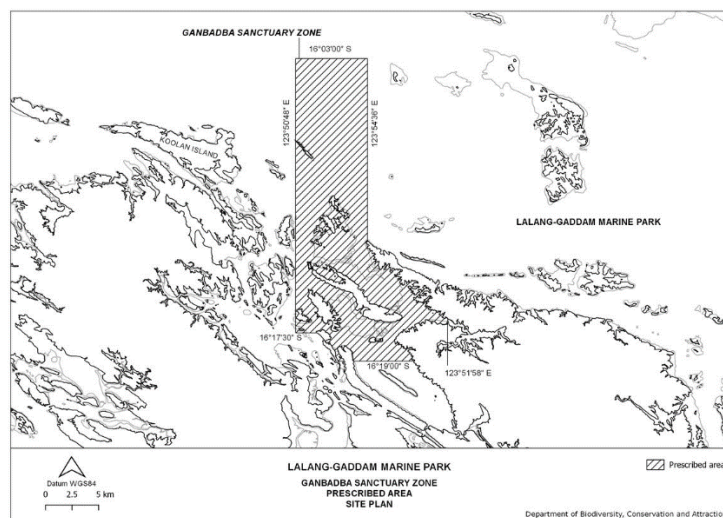 GANBADBA SANCTUARY ZONE
16°03'00" S
123°50'48" E
123°54'36" E
KOOLAN ISLAND
LALANG-GADDAM MARINE PARK
16°17'30" S
16°19'00" S
123°51'58" E
Datum WGS84
0 2.5 5 km
LALANG-GADDAM MARINE PARK
GANBADBA SANCTUARY ZONE
PRESCRIBED AREA
SITE PLAN
Prescribed area
Department of Biodiversity, Conservation and Attractio